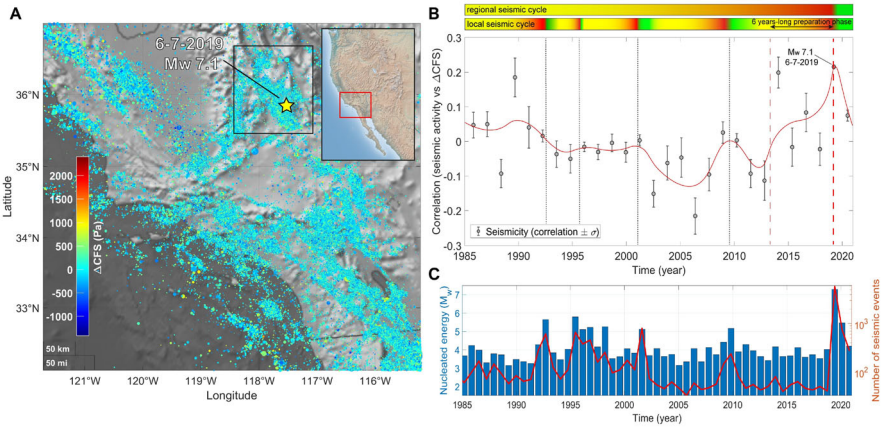 A
6-7-2019
Mw 7.1
36°N
35°N
34°N
33°N
Latitude
2000
1500
1000
500
0
-500
-1000
ΔCFS (Pa)
50 km
50 mi
121°W
120°W
119°W
118°W
117°W
116°W
Longitude
B
regional seismic cycle
local seismic cycle
6 years-long preparation phase
Mw 7.1
6-7-2019
0.3
0.2
0.1
0
-0.1
-0.2
-0.3
Correlation (seismic activity vs ΔCFS)
Seismicity (correlation ± σ)
1985
1990
1995
2000
2005
2010
2015
2020
Time (year)
C
7
6
5
4
3
2
Nucleated energy (Mw)
10³
10²
Number of seismic events
1985
1990
1995
2000
2005
2010
2015
2020
Time (year)